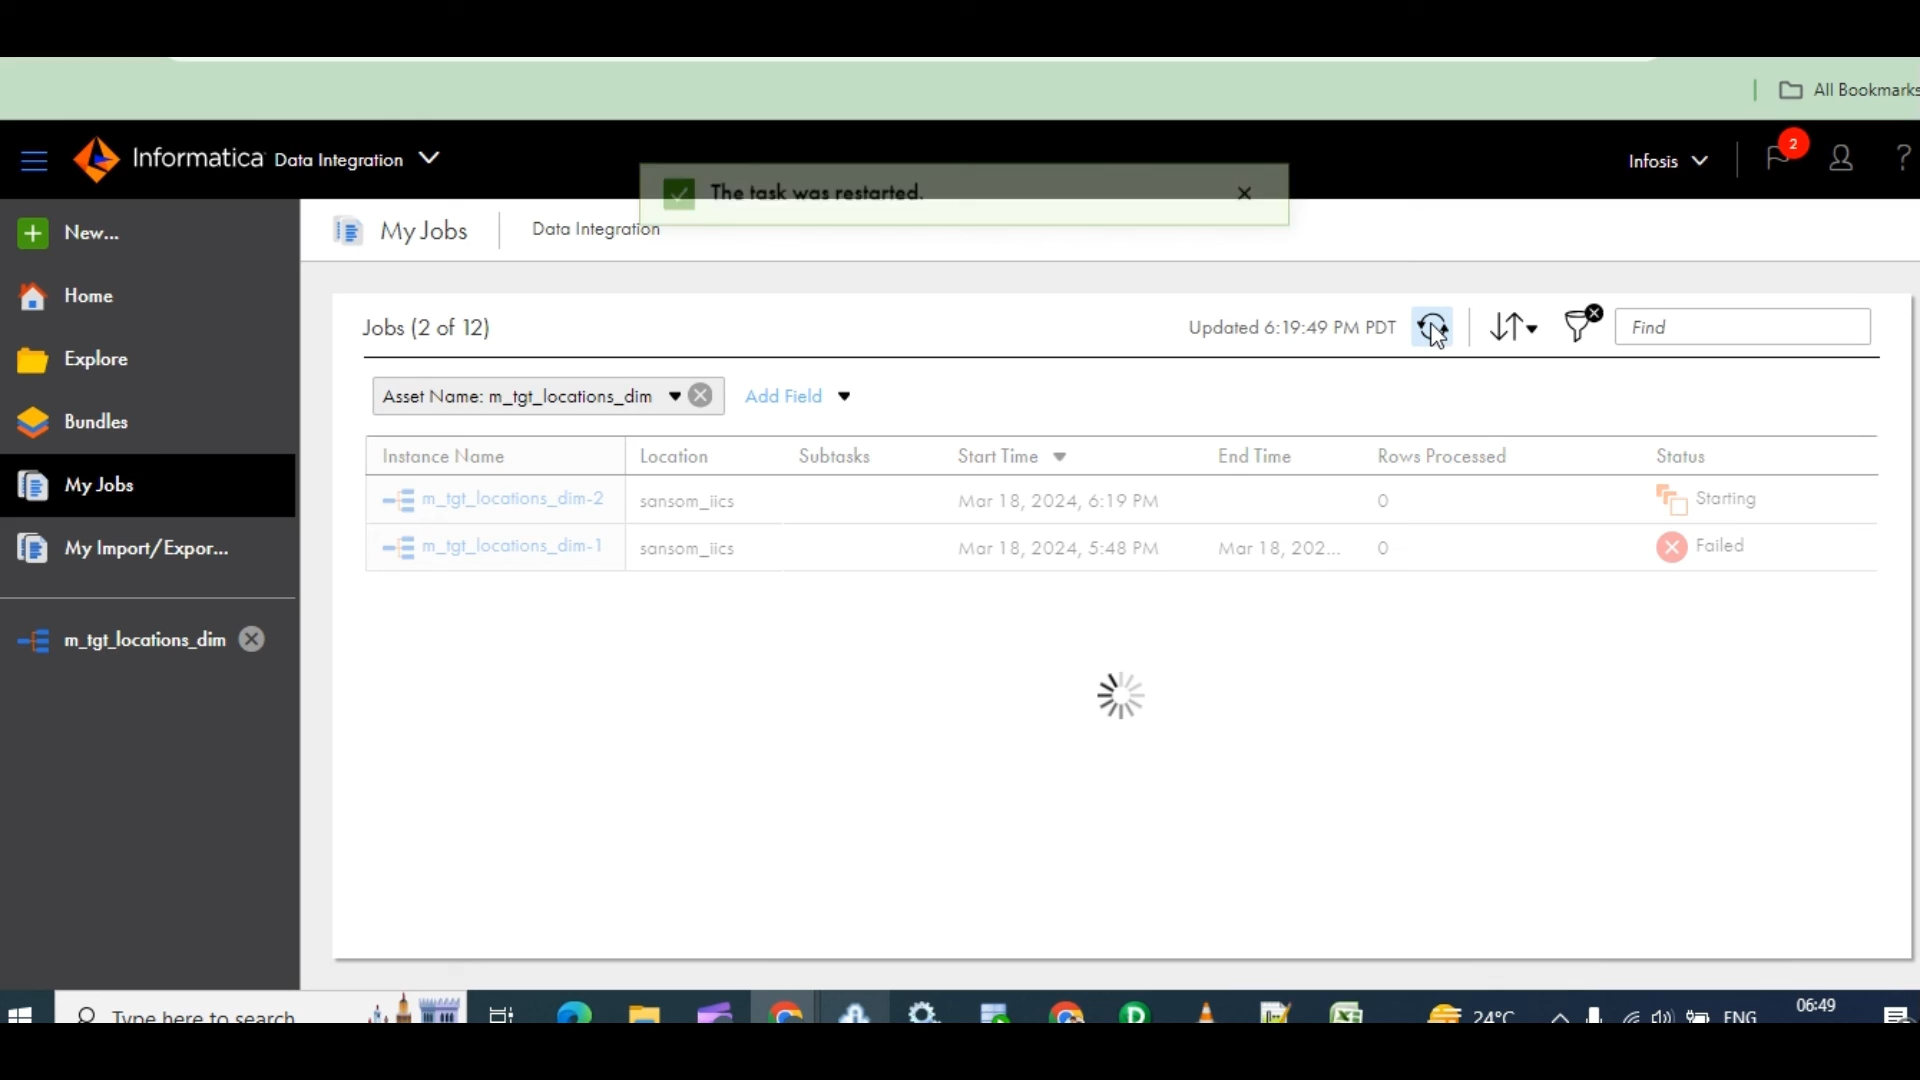 All Bookmarks
Informatica Data Integration
Infosis
2
?
The task was restarted.
New...
My Jobs
Data Integration
Home
Explore
Bundles
My Jobs
My Import/Expor...
m_tgt_locations_dim
Jobs (2 of 12)
Updated 6:19:49 PM PDT
Find
Asset Name: m_tgt_locations_dim
Add Field
Instance Name Location Subtasks Start Time End Time Rows Processed Status
m_tgt_locations_dim-2 sansom_iics Mar 18, 2024, 6:19 PM 0 Starting
m_tgt_locations_dim-1 sansom_iics Mar 18, 2024, 5:48 PM Mar 18, 202... 0 Failed
Type here to search
24°C
ENG
06:49